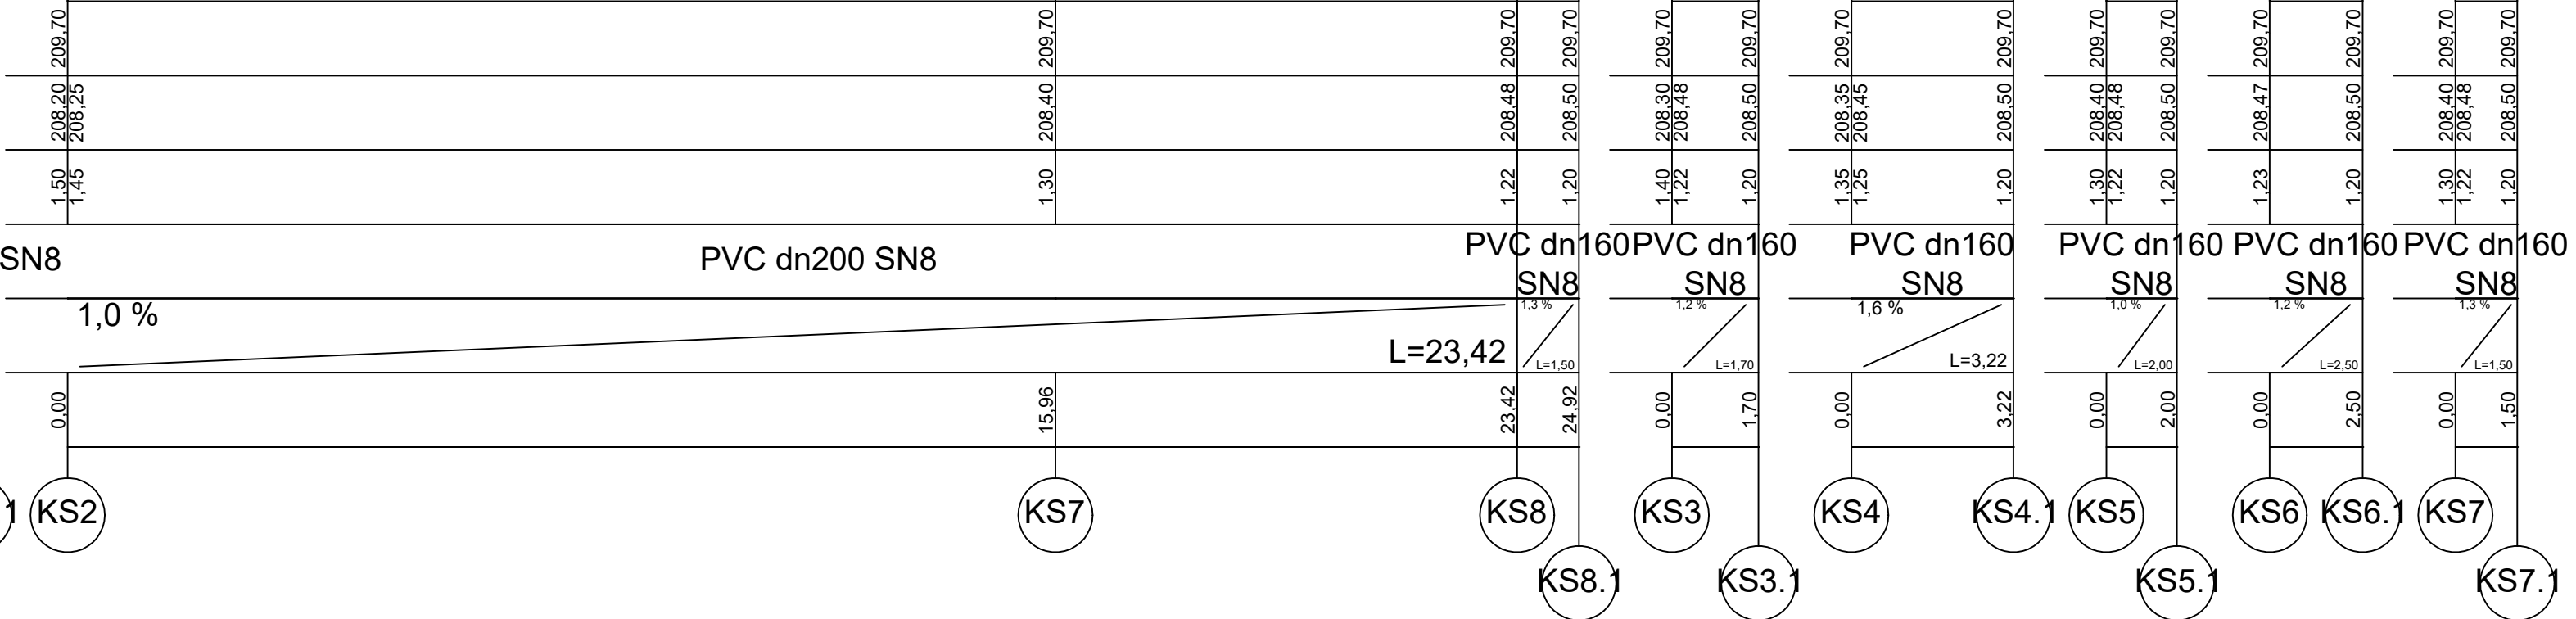 209,70 209,70 209,70 209,70 209,70 209,70 209,70 209,70 209,70 209,70 209,70 209,70 209,70 209,70
208,20 208,25 208,40 208,48 208,50 208,30 208,48 208,50 208,35 208,45 208,50 208,40 208,48 208,50 208,47 208,50 208,40 208,48 208,50
1,50 1,45 1,30 1,22 1,20 1,40 1,22 1,20 1,35 1,25 1,20 1,30 1,22 1,20 1,23 1,20 1,30 1,22 1,20
SN8 PVC dn200 SN8 PVC dn160 PVC dn160 PVC dn160 PVC dn160 PVC dn160 PVC dn160
SN8 SN8 SN8 SN8 SN8 SN8
1,0 % 1,3 % 1,2 % 1,6 % 1,0 % 1,2 % 1,3 %
L=23,42 L=1,50 L=1,70 L=3,22 L=2,00 L=2,50 L=1,50
0,00 15,96 23,42 24,92 0,00 1,70 0,00 3,22 0,00 2,00 0,00 2,50 0,00 1,50
1 KS2 KS7 KS8 KS3 KS4 KS4.1 KS5 KS6 KS6.1 KS7
KS8.1 KS3.1 KS5.1 KS7.1